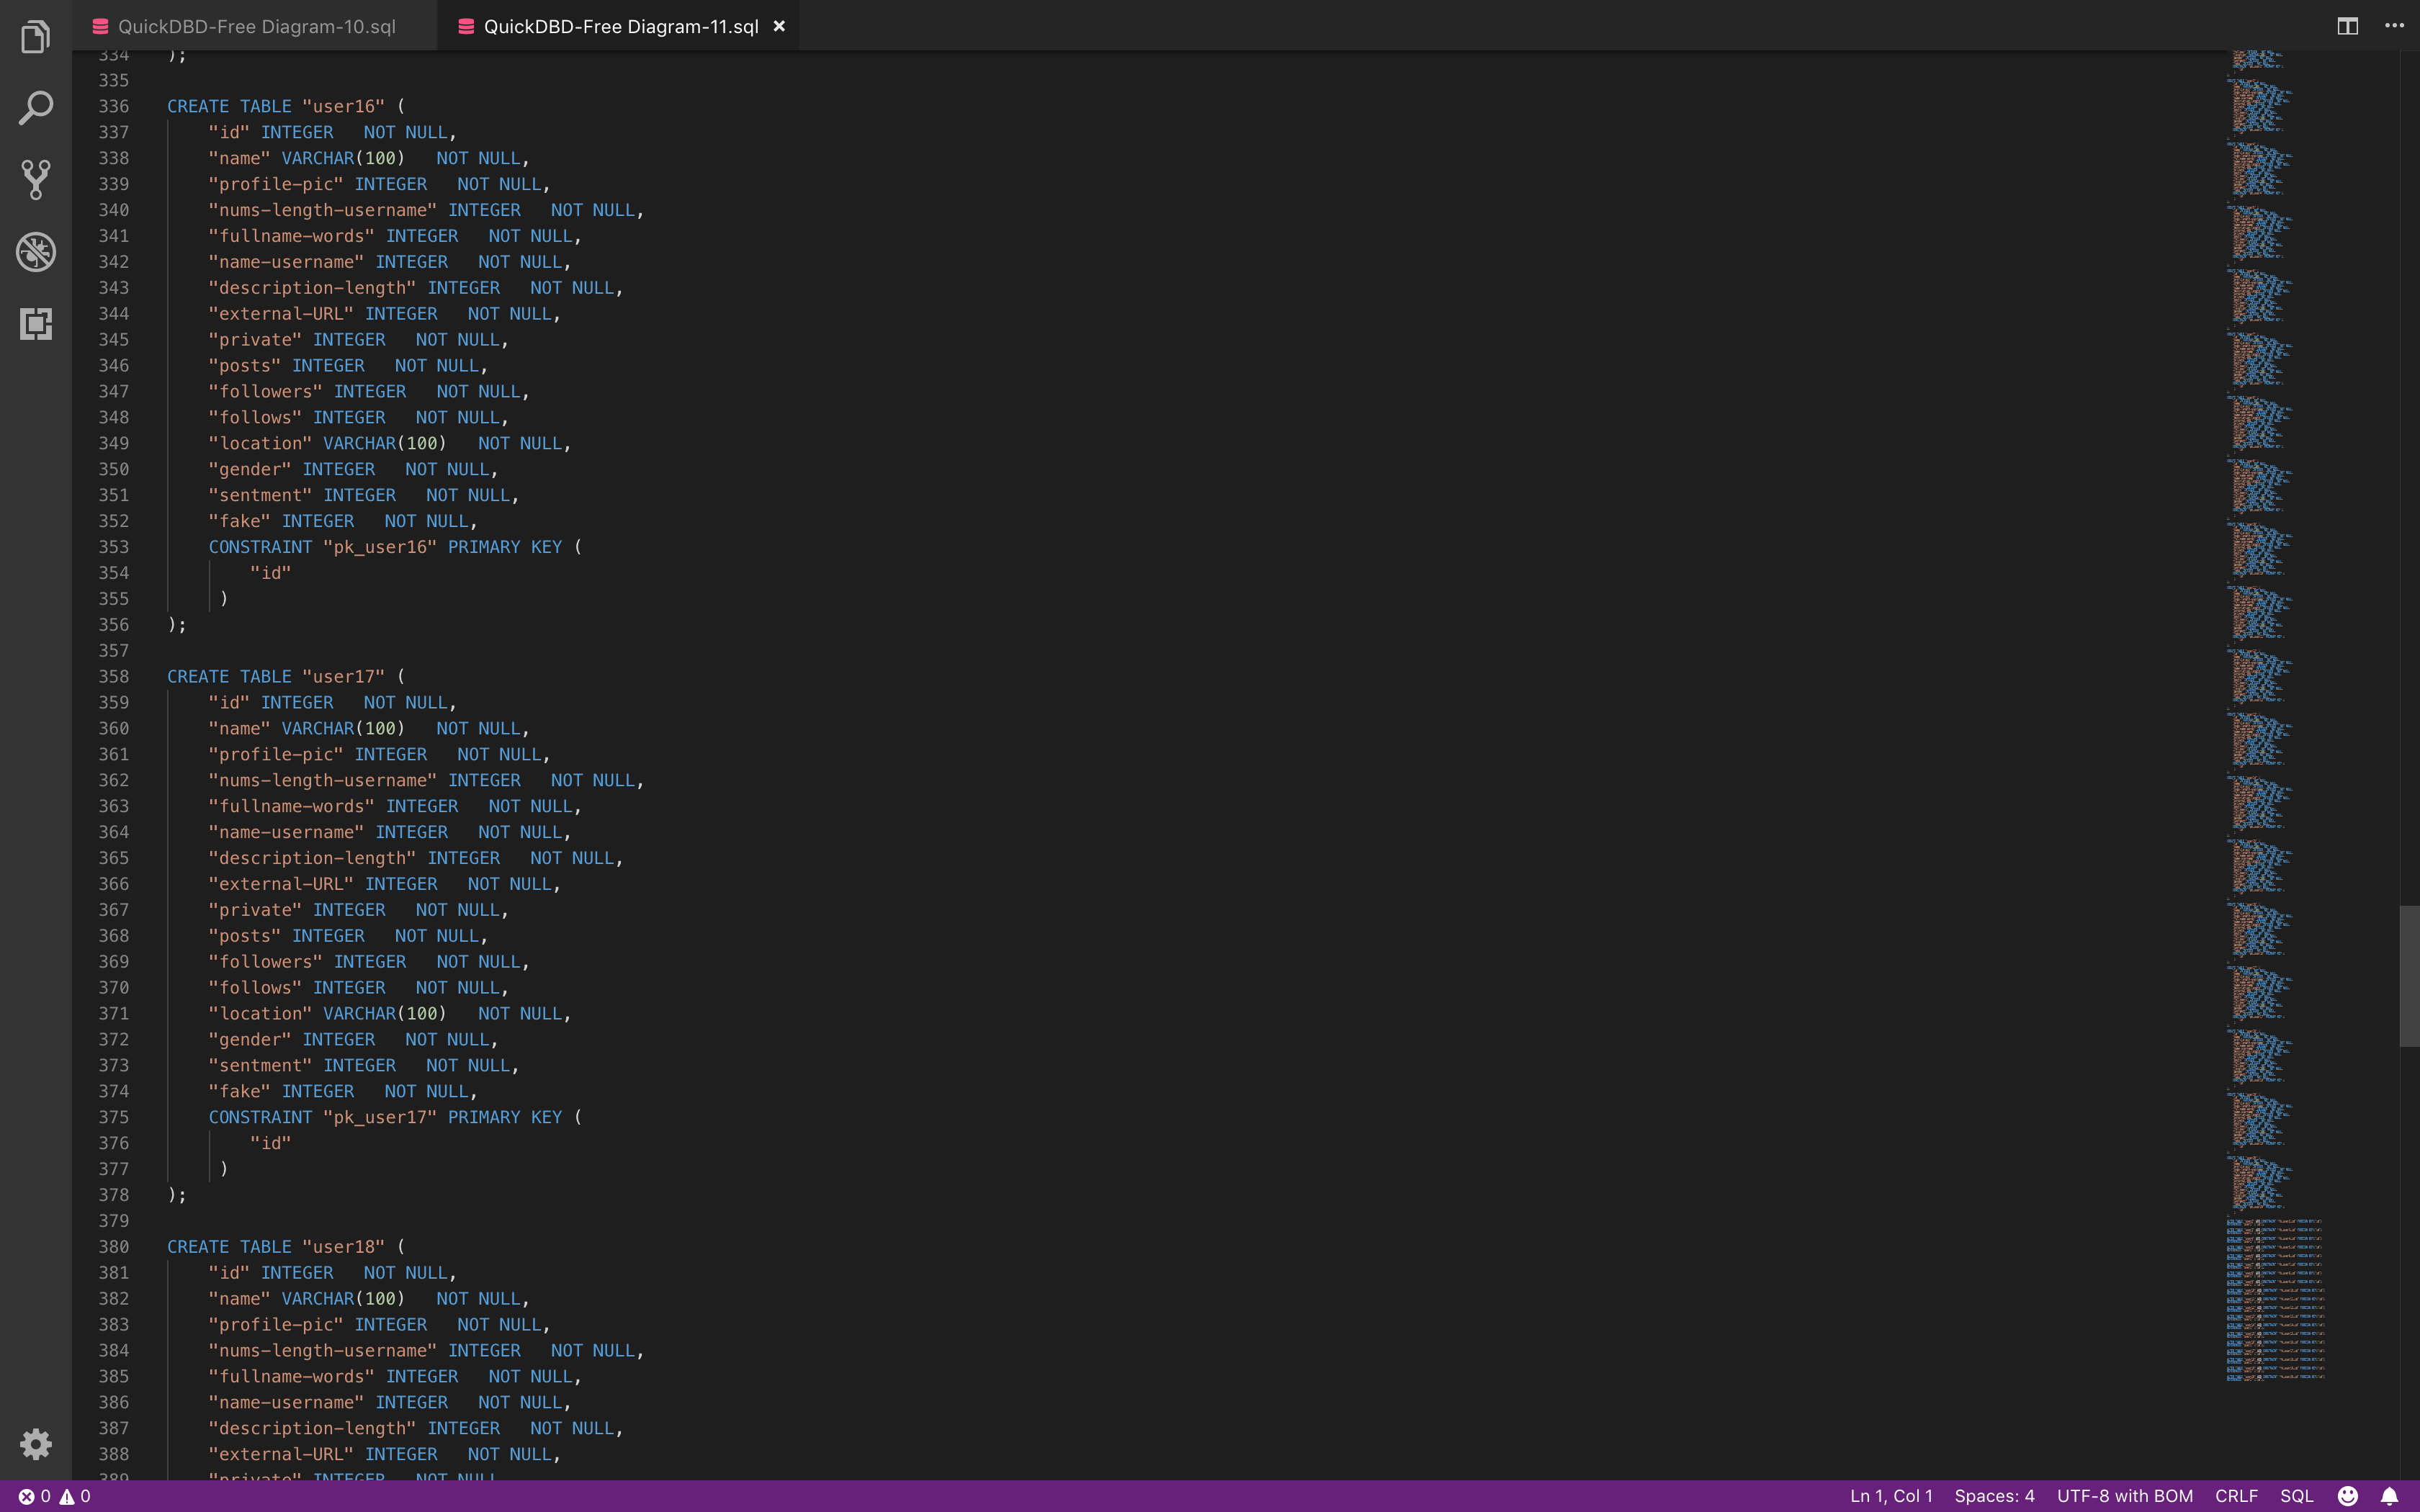 QuickDBD-Free Diagram-10.sql
QuickDBD-Free Diagram-11.sql
334 );
335
336 CREATE TABLE "user16" (
337 "id" INTEGER NOT NULL,
338 "name" VARCHAR(100) NOT NULL,
339 "profile-pic" INTEGER NOT NULL,
340 "nums-length-username" INTEGER NOT NULL,
341 "fullname-words" INTEGER NOT NULL,
342 "name-username" INTEGER NOT NULL,
343 "description-length" INTEGER NOT NULL,
344 "external-URL" INTEGER NOT NULL,
345 "private" INTEGER NOT NULL,
346 "posts" INTEGER NOT NULL,
347 "followers" INTEGER NOT NULL,
348 "follows" INTEGER NOT NULL,
349 "location" VARCHAR(100) NOT NULL,
350 "gender" INTEGER NOT NULL,
351 "sentment" INTEGER NOT NULL,
352 "fake" INTEGER NOT NULL,
353 CONSTRAINT "pk_user16" PRIMARY KEY (
354 "id"
355 )
356 );
357
358 CREATE TABLE "user17" (
359 "id" INTEGER NOT NULL,
360 "name" VARCHAR(100) NOT NULL,
361 "profile-pic" INTEGER NOT NULL,
362 "nums-length-username" INTEGER NOT NULL,
363 "fullname-words" INTEGER NOT NULL,
364 "name-username" INTEGER NOT NULL,
365 "description-length" INTEGER NOT NULL,
366 "external-URL" INTEGER NOT NULL,
367 "private" INTEGER NOT NULL,
368 "posts" INTEGER NOT NULL,
369 "followers" INTEGER NOT NULL,
370 "follows" INTEGER NOT NULL,
371 "location" VARCHAR(100) NOT NULL,
372 "gender" INTEGER NOT NULL,
373 "sentment" INTEGER NOT NULL,
374 "fake" INTEGER NOT NULL,
375 CONSTRAINT "pk_user17" PRIMARY KEY (
376 "id"
377 )
378 );
379
380 CREATE TABLE "user18" (
381 "id" INTEGER NOT NULL,
382 "name" VARCHAR(100) NOT NULL,
383 "profile-pic" INTEGER NOT NULL,
384 "nums-length-username" INTEGER NOT NULL,
385 "fullname-words" INTEGER NOT NULL,
386 "name-username" INTEGER NOT NULL,
387 "description-length" INTEGER NOT NULL,
388 "external-URL" INTEGER NOT NULL,
389 "private" INTEGER NOT NULL,
0 0 Ln 1, Col 1 Spaces: 4 UTF-8 with BOM CRLF SQL